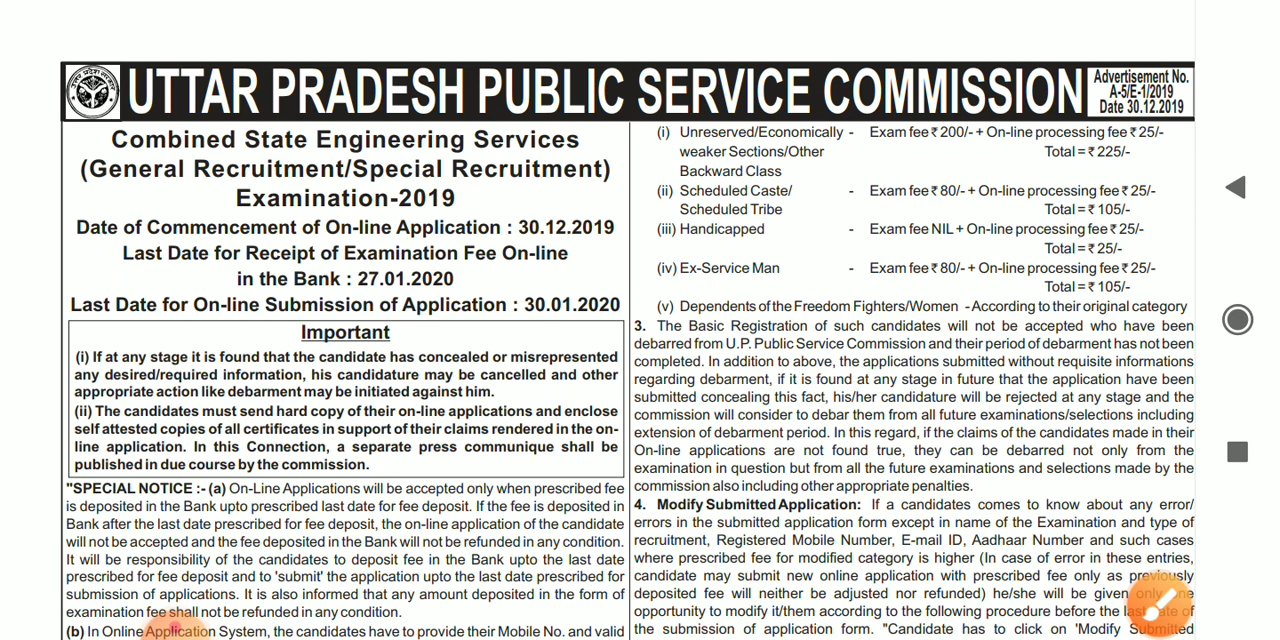 UTTAR PRADESH PUBLIC SERVICE COMMISSION
Advertisement No.
A-5/E-1/2019
Date 30.12.2019
Combined State Engineering Services
(General Recruitment/Special Recruitment)
Examination-2019
Date of Commencement of On-line Application : 30.12.2019
Last Date for Receipt of Examination Fee On-line
in the Bank : 27.01.2020
Last Date for On-line Submission of Application : 30.01.2020
Important
(i) If at any stage it is found that the candidate has concealed or misrepresented
any desired/required information, his candidature may be cancelled and other
appropriate action like debarment may be initiated against him.
(ii) The candidates must send hard copy of their on-line applications and enclose
self attested copies of all certificates in support of their claims rendered in the on-
line application. In this Connection, a separate press communique shall be
published in due course by the commission.
"SPECIAL NOTICE :- (a) On-Line Applications will be accepted only when prescribed fee
is deposited in the Bank upto prescribed last date for fee deposit. If the fee is deposited in
Bank after the last date prescribed for fee deposit, the on-line application of the candidate
will not be accepted and the fee deposited in the Bank will not be refunded in any condition.
It will be responsibility of the candidates to deposit fee in the Bank upto the last date
prescribed for fee deposit and to 'submit' the application upto the last date prescribed for
submission of applications. It is also informed that any amount deposited in the form of
examination fee shall not be refunded in any condition.
(b) In Online Application System, the candidates have to provide their Mobile No. and valid
(i) Unreserved/Economically - Exam fee ₹ 200/- + On-line processing fee ₹ 25/-
weaker Sections/Other Total = ₹ 225/-
Backward Class
(ii) Scheduled Caste/ - Exam fee ₹ 80/- + On-line processing fee ₹ 25/-
Scheduled Tribe Total = ₹ 105/-
(iii) Handicapped - Exam fee NIL + On-line processing fee ₹ 25/-
Total = ₹ 25/-
(iv) Ex-Service Man - Exam fee ₹ 80/- + On-line processing fee ₹ 25/-
Total = ₹ 105/-
(v) Dependents of the Freedom Fighters/Women - According to their original category
3. The Basic Registration of such candidates will not be accepted who have been
debarred from U.P. Public Service Commission and their period of debarment has not been
completed. In addition to above, the applications submitted without requisite informations
regarding debarment, if it is found at any stage in future that the application have been
submitted concealing this fact, his/her candidature will be rejected at any stage and the
commission will consider to debar them from all future examinations/selections including
extension of debarment period. In this regard, if the claims of the candidates made in their
On-line applications are not found true, they can be debarred not only from the
examination in question but from all the future examinations and selections made by the
commission also including other appropriate penalties.
4. Modify Submitted Application: If a candidates comes to know about any error/
errors in the submitted application form except in name of the Examination and type of
recruitment, Registered Mobile Number, E-mail ID, Aadhaar Number and such cases
where prescribed fee for modified category is higher (In case of error in these entries,
candidate may submit new online application with prescribed fee only as previously
deposited fee will neither be adjusted nor refunded) he/she will be given only one
opportunity to modify it/them according to the following procedure before the last date of
the submission of application form. "Candidate has to click on 'Modify Submitted